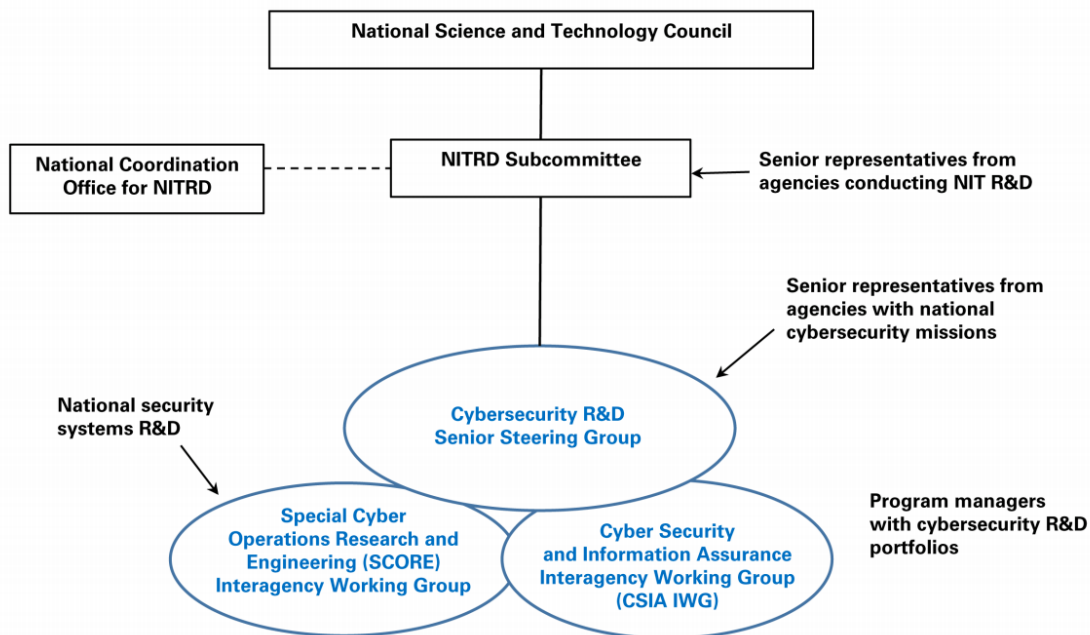 National Science and Technology Council
National Coordination
Office for NITRD
NITRD Subcommittee
Senior representatives from
agencies conducting NIT R&D
Senior representatives from
agencies with national
cybersecurity missions
National security
systems R&D
Cybersecurity R&D
Senior Steering Group
Special Cyber
Operations Research and
Engineering (SCORE)
Interagency Working Group
Cyber Security
and Information Assurance
Interagency Working Group
(CSIA IWG)
Program managers
with cybersecurity R&D
portfolios